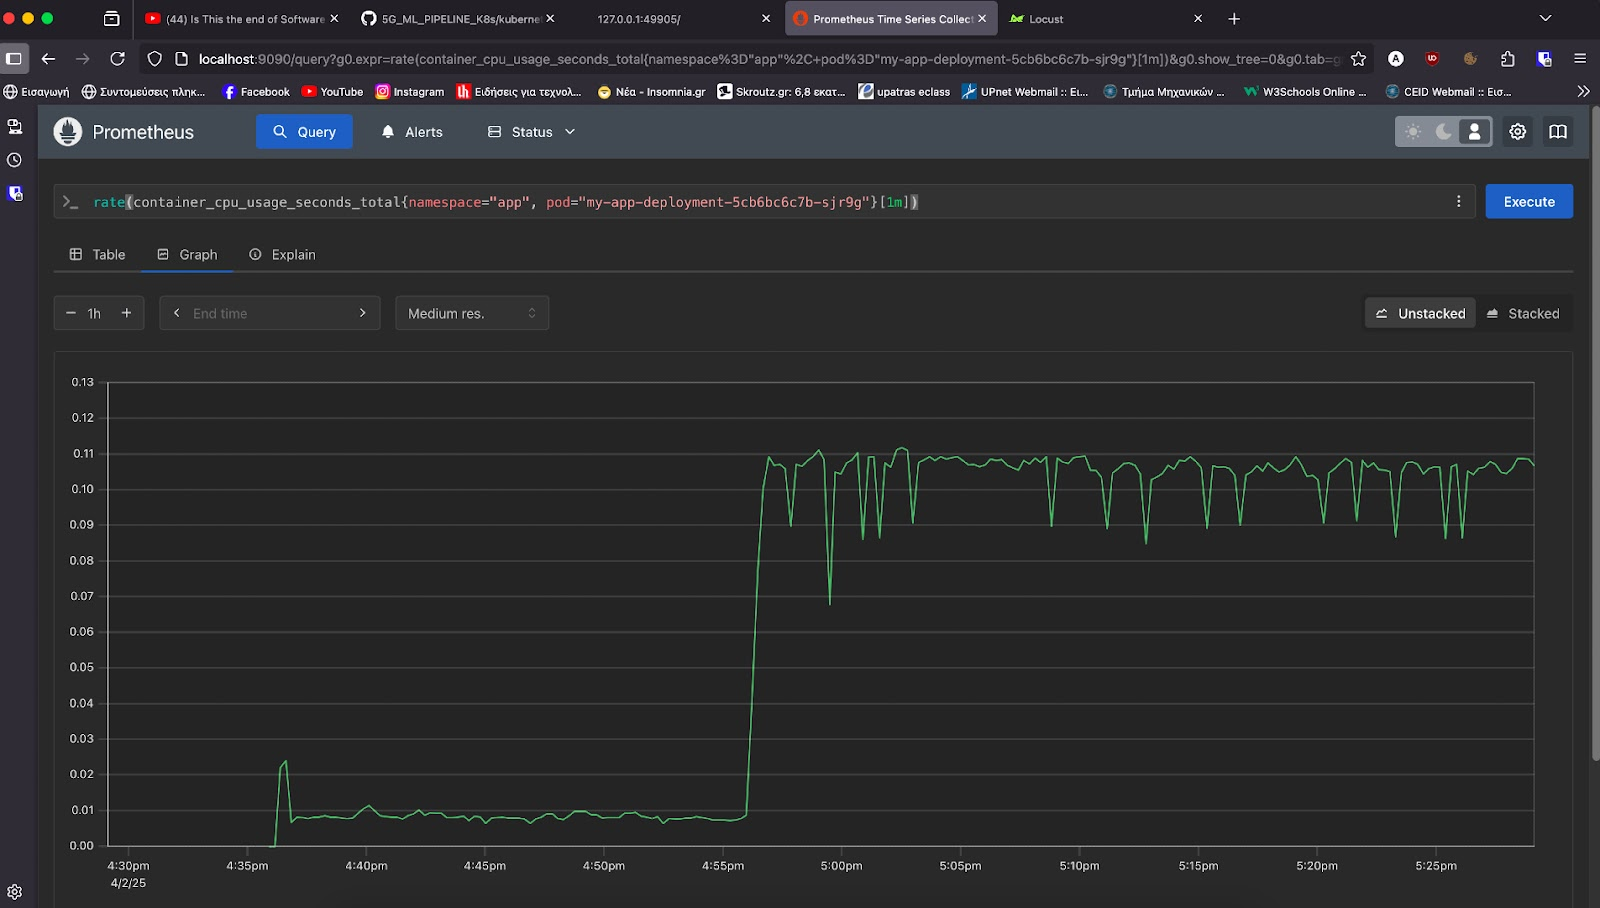 (44) Is This the end of Software
5G_ML_PIPELINE_K8s/kuberne
127.0.0.1:49905/
Prometheus Time Series Collect
Locust
localhost:9090/query?g0.expr=rate(container_cpu_usage_seconds_total{namespace%3D"app"%2C+pod%3D"my-app-deployment-5cb6bc6c7b-sjr9g"}[1m])&g0.show_tree=0&g0.tab=g
Εισαγωγή
Συντομεύσεις πληκ...
Facebook
YouTube
Instagram
Ειδήσεις για τεχνολ...
Νέα - Insomnia.gr
Skroutz.gr: 6,8 εκατ...
upatras eclass
UPnet Webmail :: Ει...
Τμήμα Μηχανικών ...
W3Schools Online ...
CEID Webmail :: Εισ...
Prometheus
Query
Alerts
Status
>_ rate(container_cpu_usage_seconds_total{namespace="app", pod="my-app-deployment-5cb6bc6c7b-sjr9g"}[1m])
Execute
Table
Graph
Explain
− 1h +
End time
Medium res.
Unstacked
Stacked
0.13
0.12
0.11
0.10
0.09
0.08
0.07
0.06
0.05
0.04
0.03
0.02
0.01
0.00
4:30pm
4/2/25
4:35pm
4:40pm
4:45pm
4:50pm
4:55pm
5:00pm
5:05pm
5:10pm
5:15pm
5:20pm
5:25pm